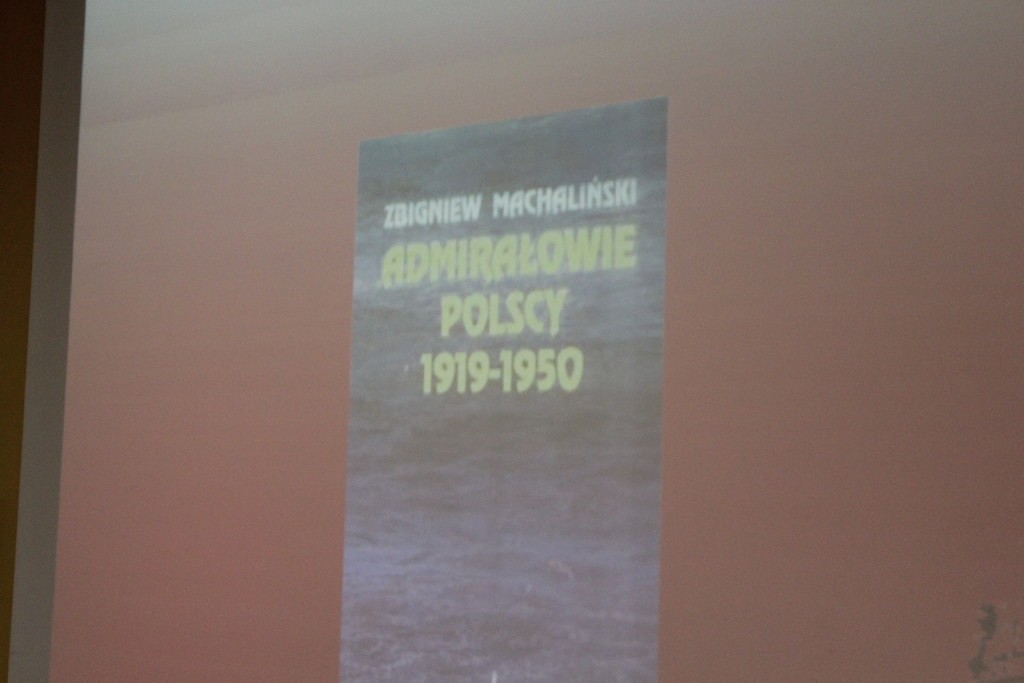 ZBIGNIEW MACHALIŃSKI
ADMIRAŁOWIE
POLSCY
1919-1950